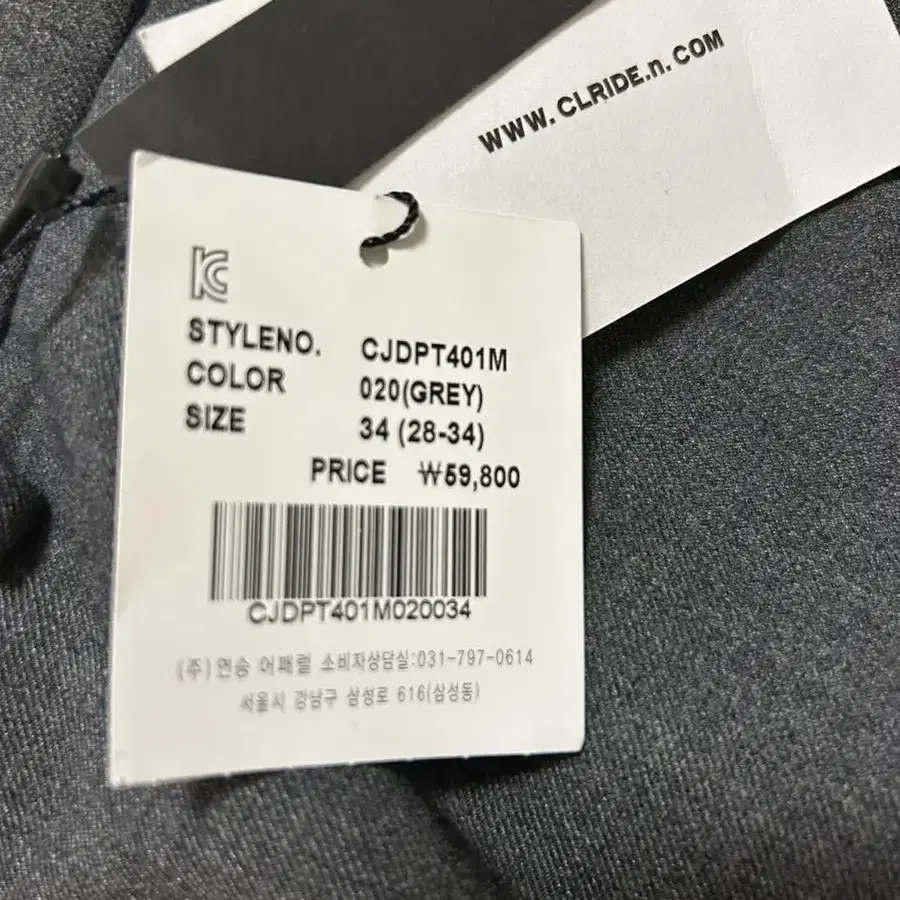 WWW.CLRIDE.n.COM
KC
STYLENO. CJDPT401M
COLOR 020(GREY)
SIZE 34 (28-34)
PRICE ₩59,800
CJDPT401M020034
(주)연승 어패럴 소비자상담실:031-797-0614
서울시 강남구 삼성로 616(삼성동)